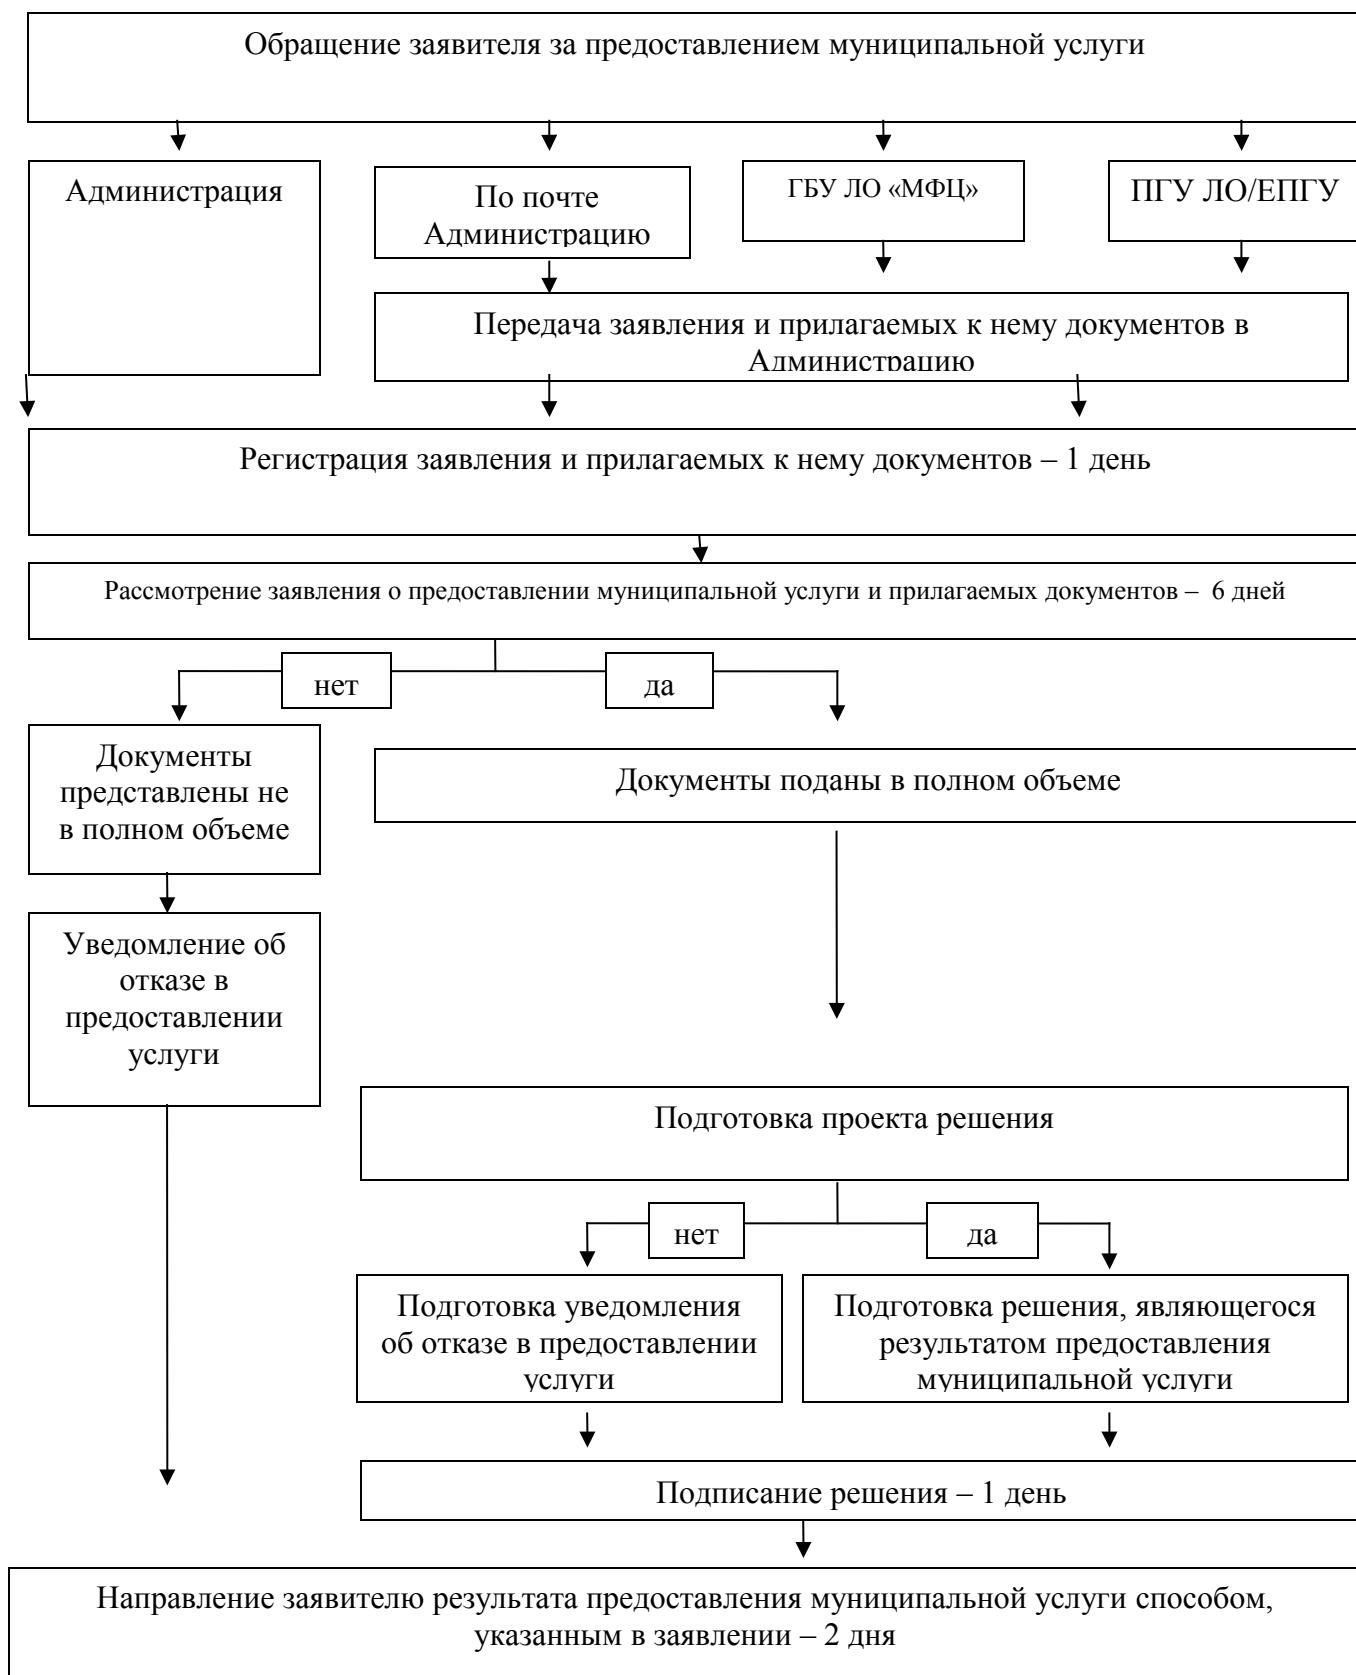 Обращение заявителя за предоставлением муниципальной услуги
Администрация
По почте
Администрацию
ГБУ ЛО «МФЦ»
ПГУ ЛО/ЕПГУ
Передача заявления и прилагаемых к нему документов в
Администрацию
Регистрация заявления и прилагаемых к нему документов – 1 день
Рассмотрение заявления о предоставлении муниципальной услуги и прилагаемых документов – 6 дней
нет
да
Документы
представлены не
в полном объеме
Документы поданы в полном объеме
Уведомление об
отказе в
предоставлении
услуги
Подготовка проекта решения
нет
да
Подготовка уведомления
об отказе в предоставлении
услуги
Подготовка решения, являющегося
результатом предоставления
муниципальной услуги
Подписание решения – 1 день
Направление заявителю результата предоставления муниципальной услуги способом,
указанным в заявлении – 2 дня